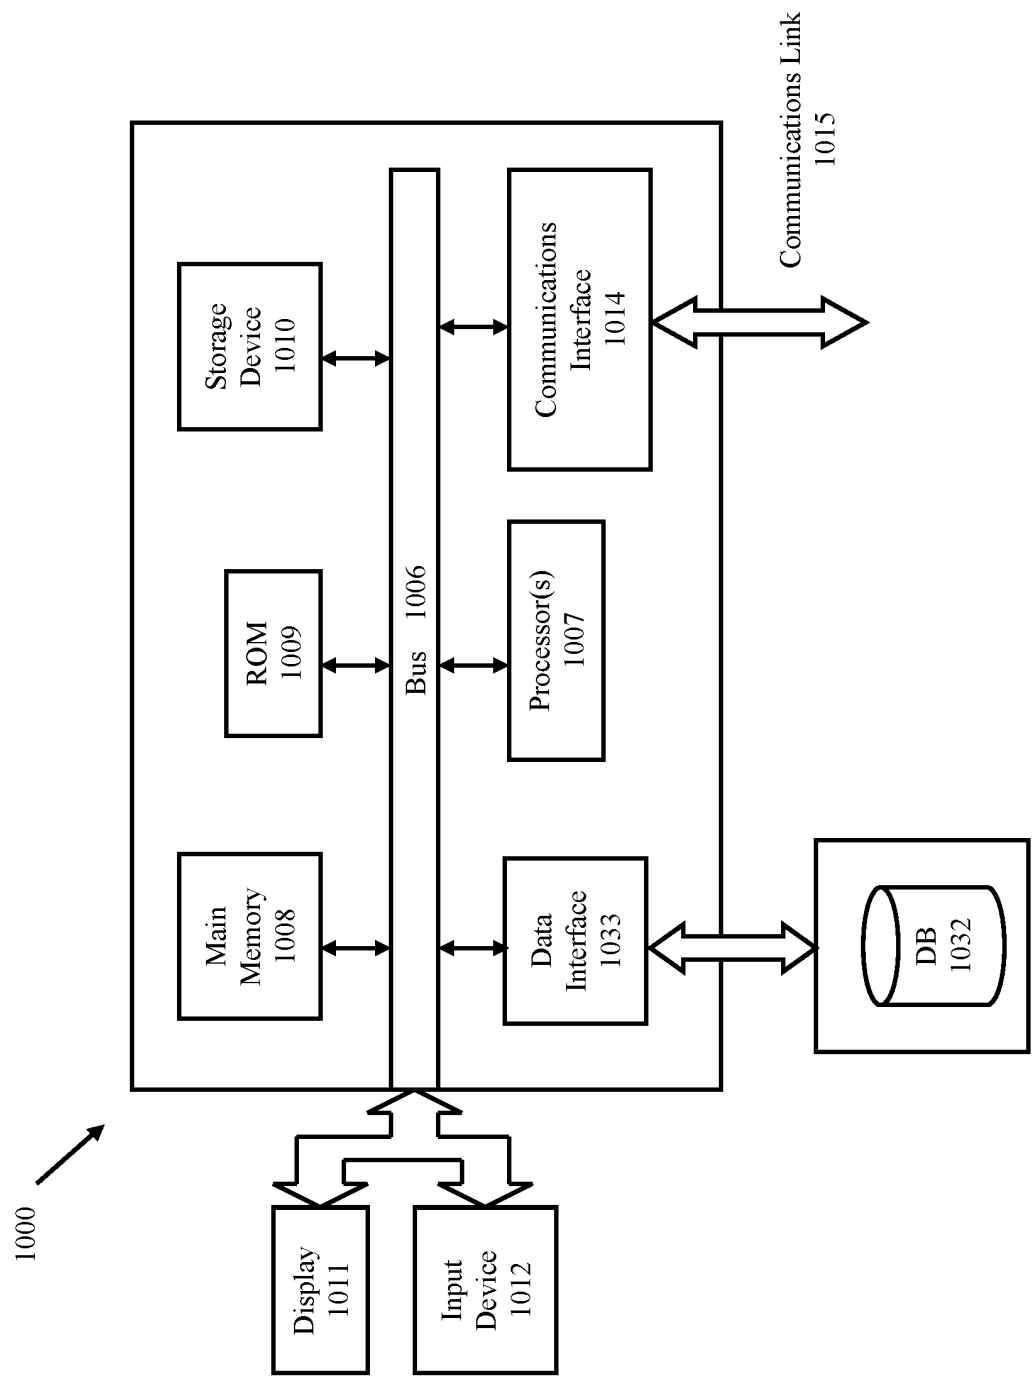 1000
Main
Memory
1008
ROM
1009
Storage
Device
1010
Display
1011
Bus 1006
Input
Device
1012
Data
Interface
1033
Processor(s)
1007
Communications
Interface
1014
Communications Link
1015
DB
1032